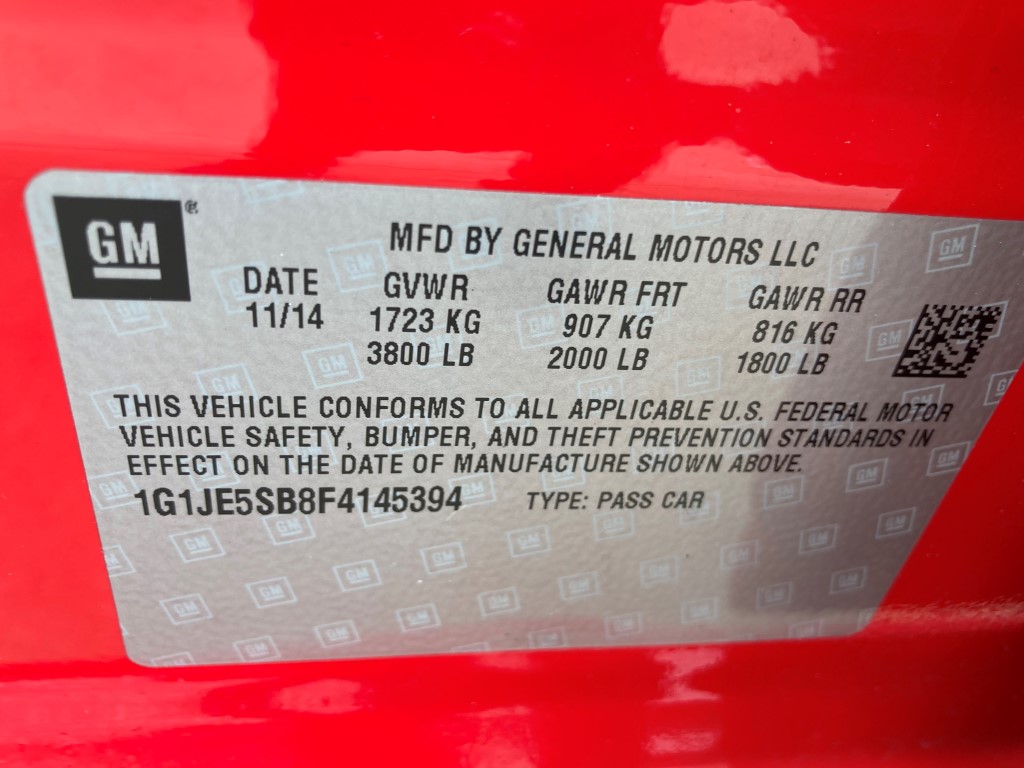 GM®
MFD BY GENERAL MOTORS LLC
DATE GVWR GAWR FRT GAWR RR
11/14 1723 KG 907 KG 816 KG
3800 LB 2000 LB 1800 LB
THIS VEHICLE CONFORMS TO ALL APPLICABLE U.S. FEDERAL MOTOR
VEHICLE SAFETY, BUMPER, AND THEFT PREVENTION STANDARDS IN
EFFECT ON THE DATE OF MANUFACTURE SHOWN ABOVE.
1G1JE5SB8F4145394 TYPE: PASS CAR